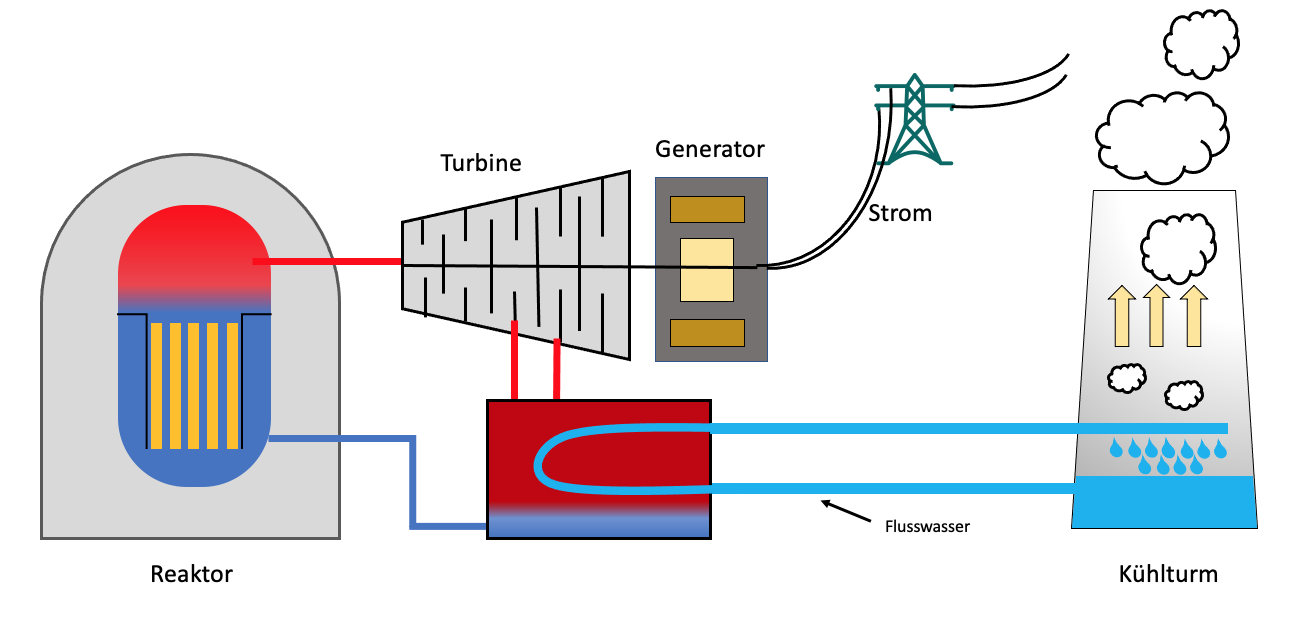 Turbine
Generator
Strom
Flusswasser
Reaktor
Kühlturm